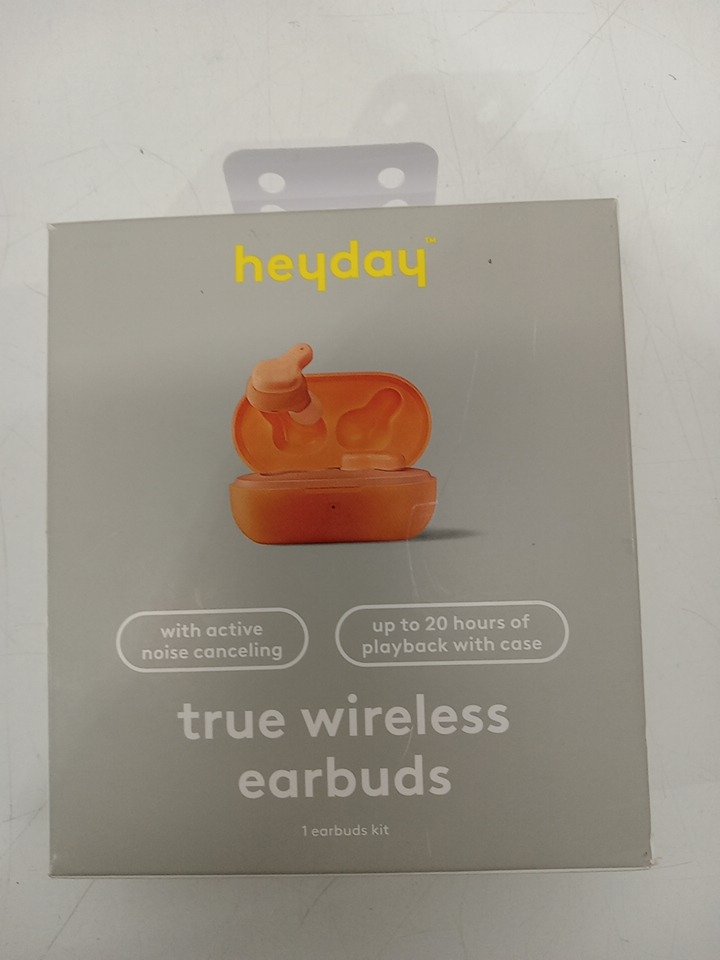 heyday™
with active
noise canceling
up to 20 hours of
playback with case
true wireless
earbuds
1 earbuds kit